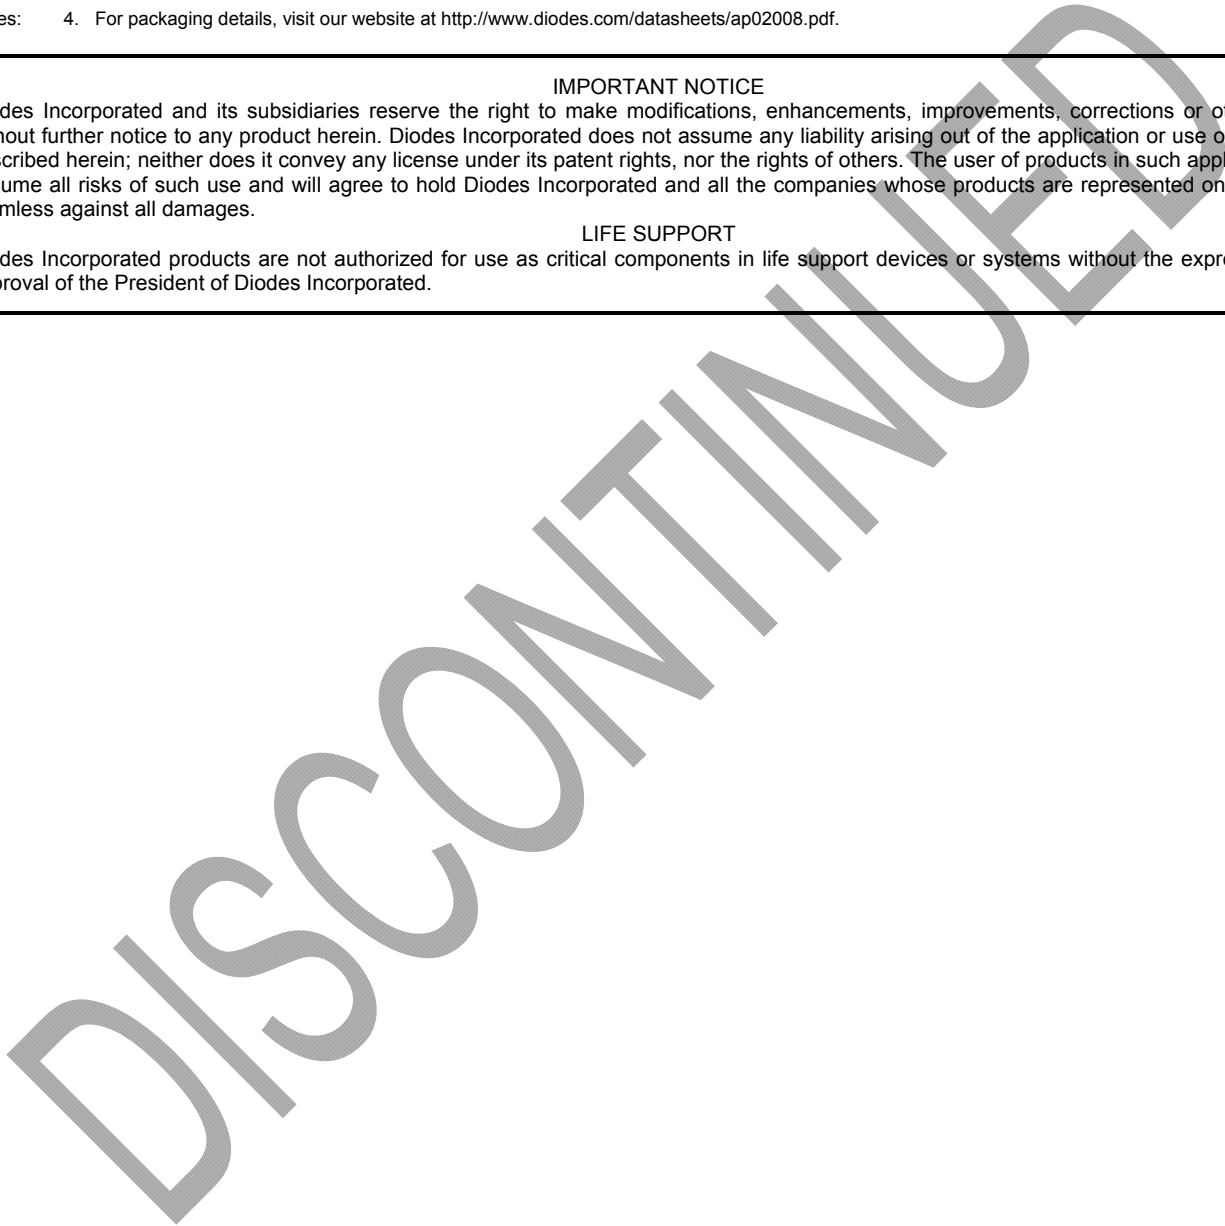 es: 4. For packaging details, visit our website at http://www.diodes.com/datasheets/ap02008.pdf.
IMPORTANT NOTICE
des Incorporated and its subsidiaries reserve the right to make modifications, enhancements, improvements, corrections or o
hout further notice to any product herein. Diodes Incorporated does not assume any liability arising out of the application or use o
scribed herein; neither does it convey any license under its patent rights, nor the rights of others. The user of products in such appl
sume all risks of such use and will agree to hold Diodes Incorporated and all the companies whose products are represented on
mless against all damages.
LIFE SUPPORT
des Incorporated products are not authorized for use as critical components in life support devices or systems without the expre
proval of the President of Diodes Incorporated.
DISCONTINUED